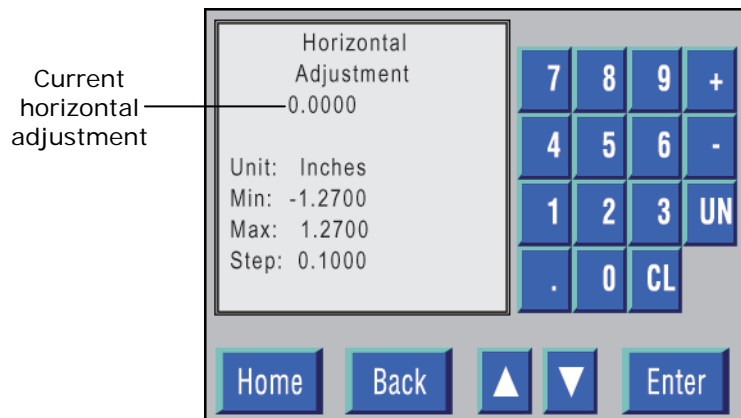 Current
horizontal
adjustment
Horizontal
Adjustment
0.0000
Unit: Inches
Min: -1.2700
Max: 1.2700
Step: 0.1000
7 8 9 +
4 5 6 -
1 2 3 UN
. 0 CL
Home Back Enter